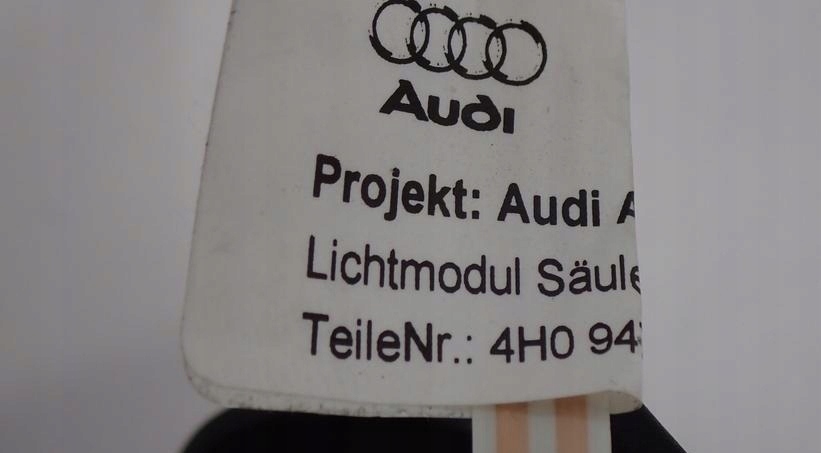 Audi
Projekt: Audi A
Lichtmodul Säule
TeileNr.: 4H0 94